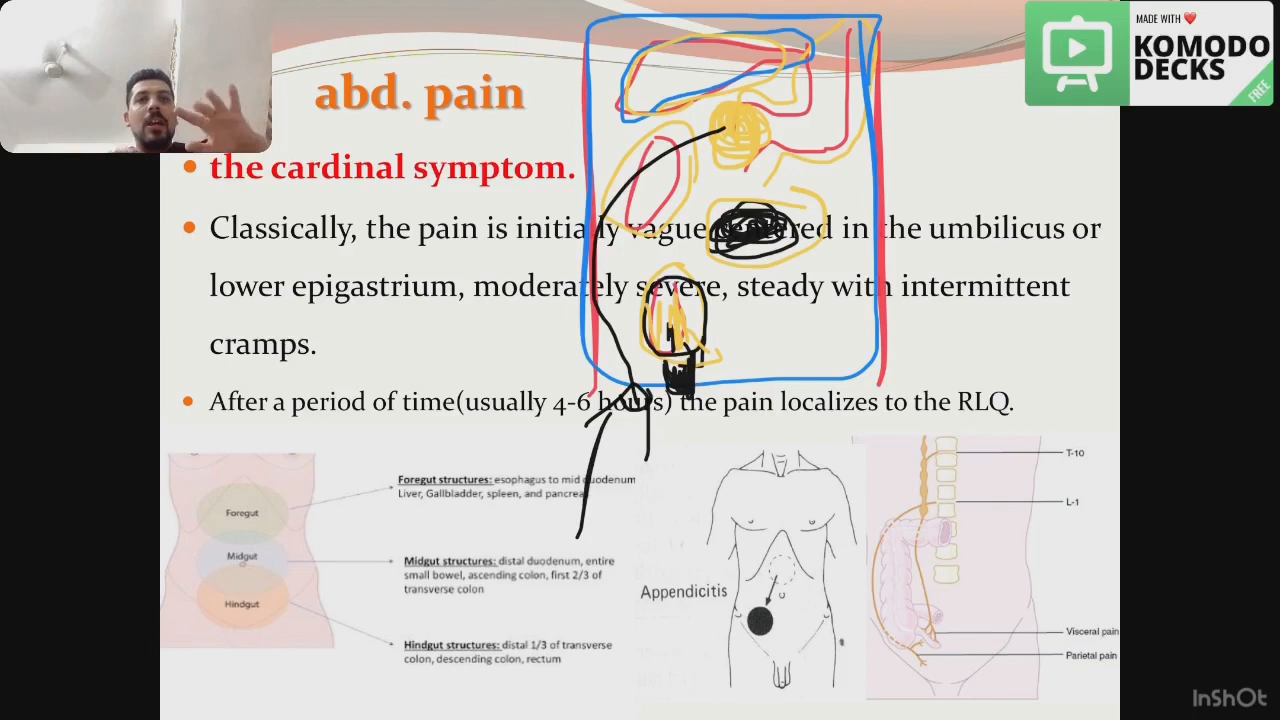 MADE WITH ❤️
KOMODO
DECKS
FREE
abd. pain
• the cardinal symptom.
• Classically, the pain is initially vague centered in the umbilicus or
lower epigastrium, moderately severe, steady with intermittent
cramps.
• After a period of time(usually 4-6 hours) the pain localizes to the RLQ.
Foregut
Midgut
Hindgut
Foregut structures: esophagus to mid duodenum
Liver, Gallbladder, spleen, and pancreas
Midgut structures: distal duodenum, entire
small bowel, ascending colon, first 2/3 of
transverse colon
Hindgut structures: distal 1/3 of transverse
colon, descending colon, rectum
Appendicitis
T-10
L-1
Visceral pain
Parietal pain
InShOt